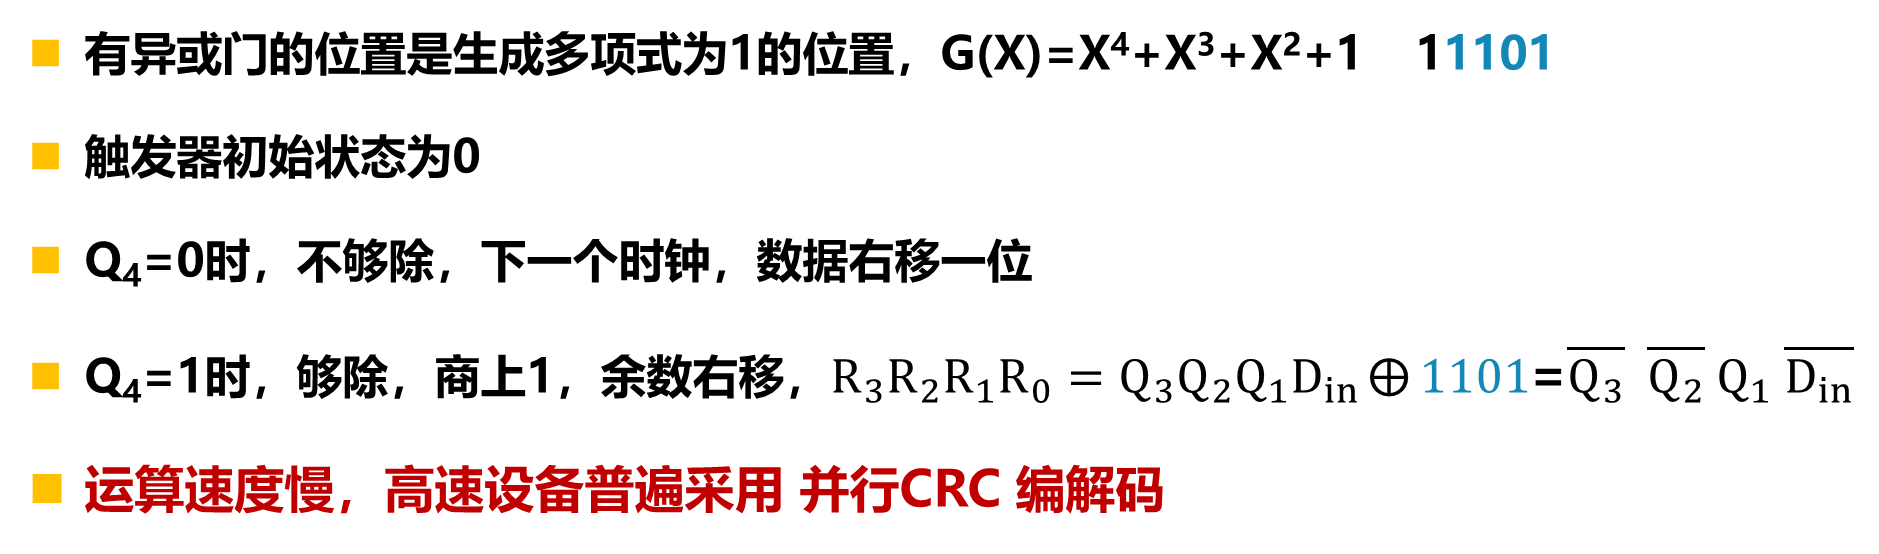 有异或门的位置是生成多项式为1的位置，G(X)=X⁴+X³+X²+1 11101
触发器初始状态为0
Q₄=0时，不够除，下一个时钟，数据右移一位
Q₄=1时，够除，商上1，余数右移，R₃R₂R₁R₀ = Q₃Q₂Q₁Dᵢₙ⊕1101=Q̅₃ Q̅₂ Q₁ D̅ᵢₙ
运算速度慢，高速设备普遍采用 并行CRC 编解码